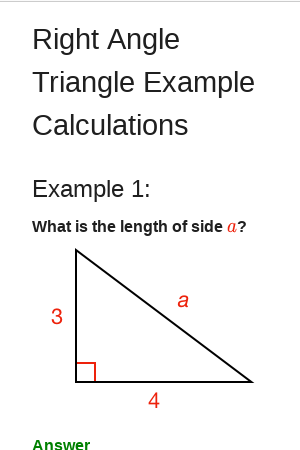 Right Angle
Triangle Example
Calculations
Example 1:
What is the length of side a?
a
3
4
Answer